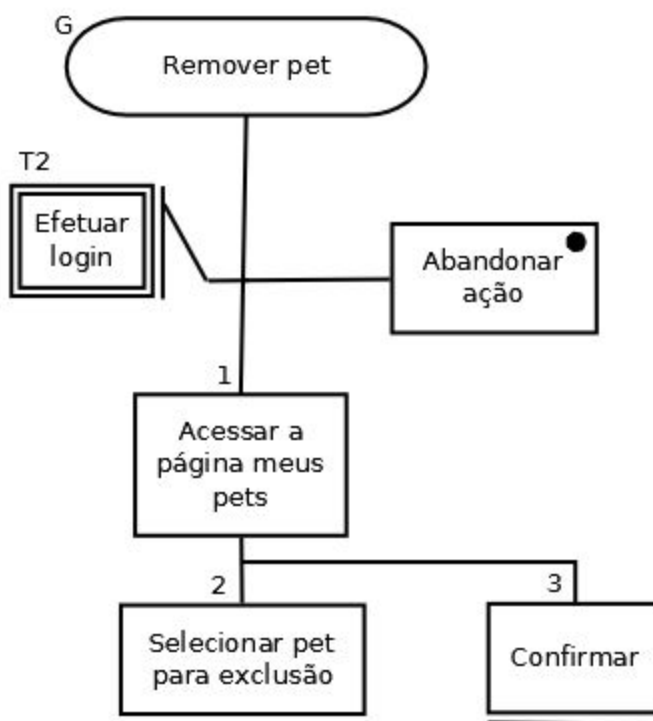 G
Remover pet
T2
Efetuar
login
Abandonar
ação
1
Acessar a
página meus
pets
2
Selecionar pet
para exclusão
3
Confirmar